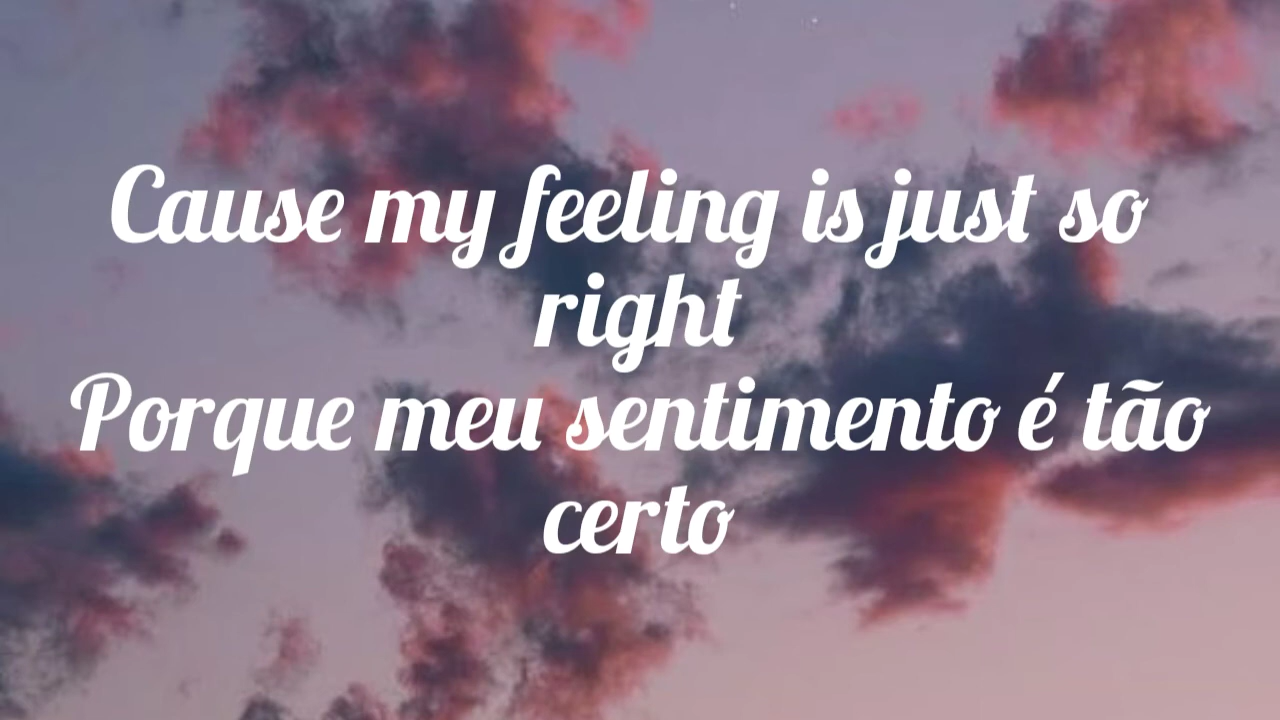 Cause my feeling is just so
right
Porque meu sentimento é tão
certo